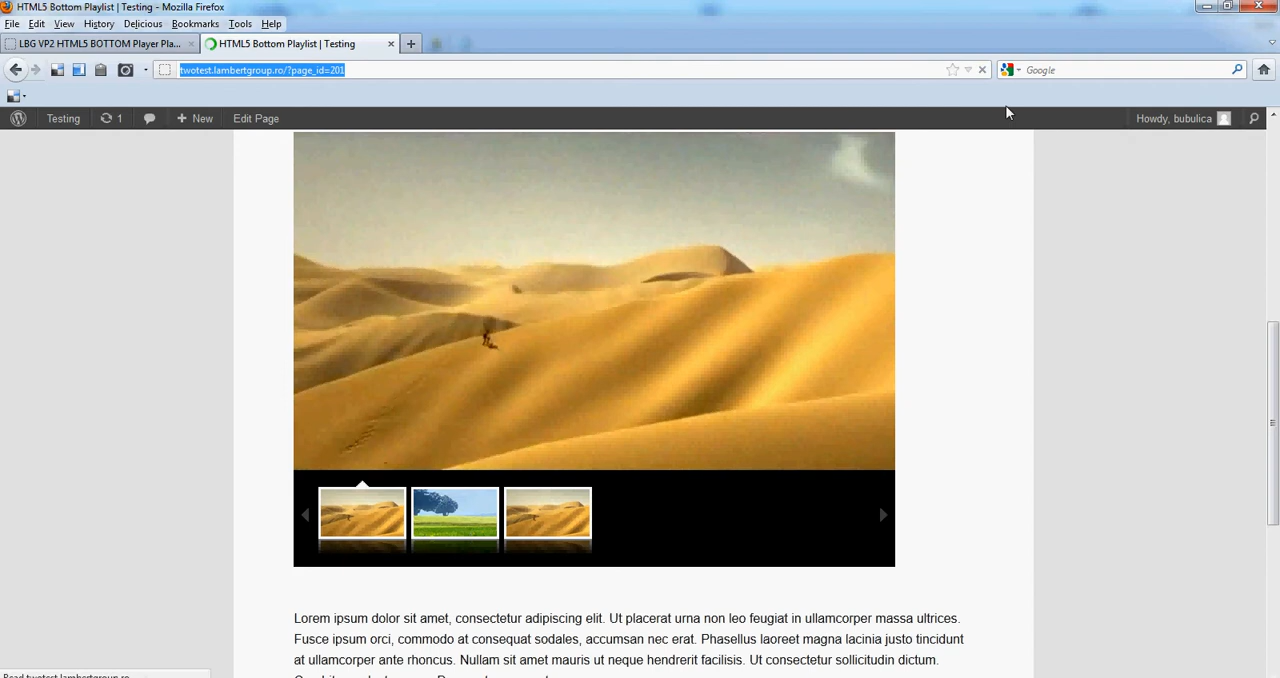 HTML5 Bottom Playlist | Testing - Mozilla Firefox
File Edit View History Delicious Bookmarks Tools Help
LBG VP2 HTML5 BOTTOM Player Pla... HTML5 Bottom Playlist | Testing
twotest.lambertgroup.ro/?page_id=201 Google
Testing 1 New Edit Page Howdy, bubulica
Lorem ipsum dolor sit amet, consectetur adipiscing elit. Ut placerat urna non leo feugiat in ullamcorper massa ultrices.
Fusce ipsum orci, commodo at consequat sodales, accumsan nec erat. Phasellus laoreet magna lacinia justo tincidunt
at ullamcorper ante rhoncus. Nullam sit amet mauris ut neque hendrerit facilisis. Ut consectetur sollicitudin dictum.
Read twotest.lambertgroup.ro